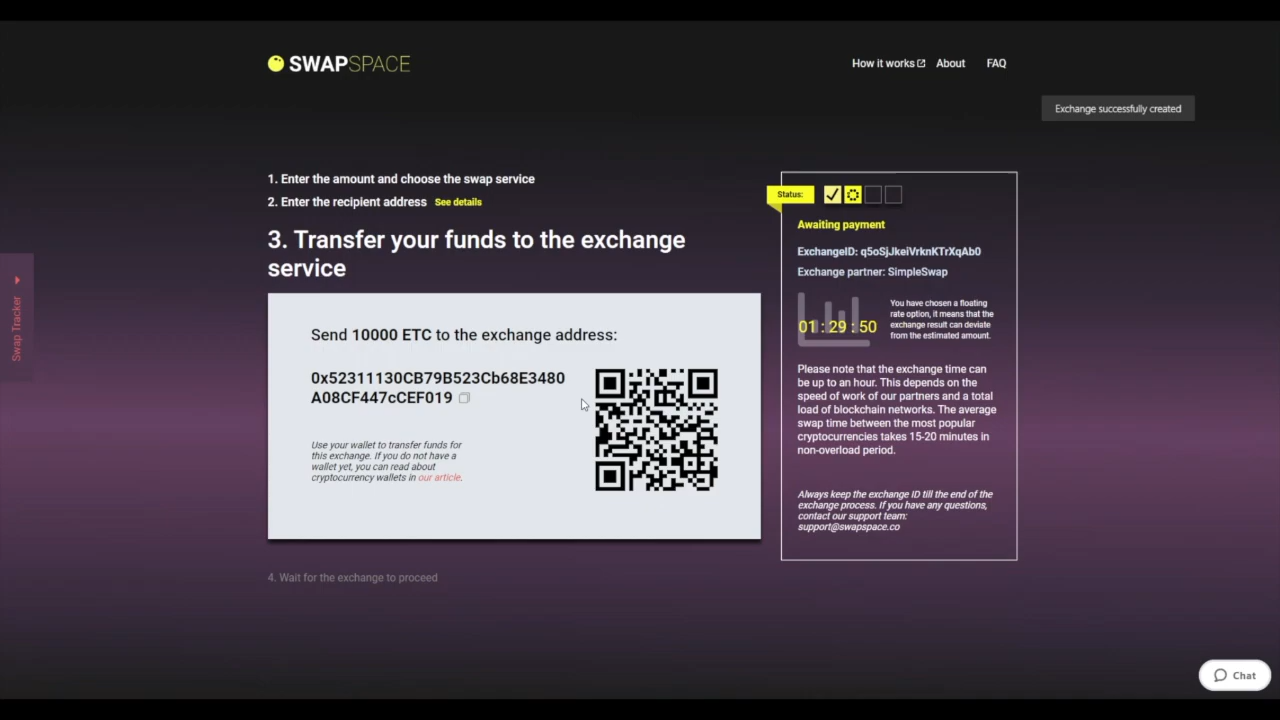 SWAPSPACE
How it works
About
FAQ
Exchange successfully created
1. Enter the amount and choose the swap service
2. Enter the recipient address See details
3. Transfer your funds to the exchange
service
Send 10000 ETC to the exchange address:
0x52311130CB79B523Cb68E3480
A08CF447cCEF019
Use your wallet to transfer funds for
this exchange. If you do not have a
wallet yet, you can read about
cryptocurrency wallets in our article.
4. Wait for the exchange to proceed
Status:
Awaiting payment
ExchangeID: q5oSjJkeiVrknKTrXqAb0
Exchange partner: SimpleSwap
01 : 29 : 50
You have chosen a floating
rate option, it means that the
exchange result can deviate
from the estimated amount.
Please note that the exchange time can
be up to an hour. This depends on the
speed of work of our partners and a total
load of blockchain networks. The average
swap time between the most popular
cryptocurrencies takes 15-20 minutes in
non-overload period.
Always keep the exchange ID till the end of the
exchange process. If you have any questions,
contact our support team:
support@swapspace.co
Swap Tracker
Chat